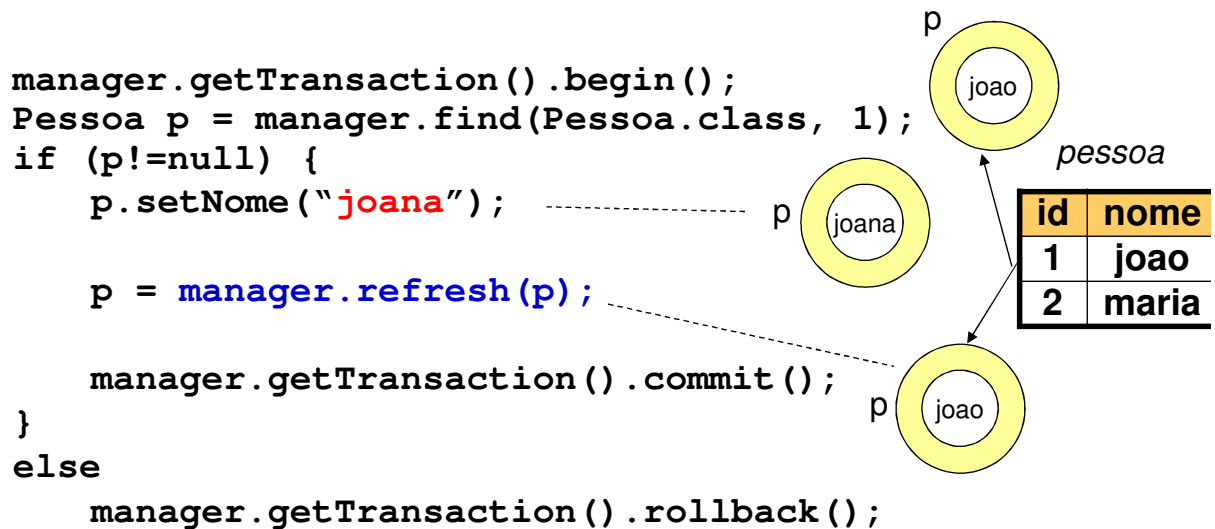 p
joao
manager.getTransaction().begin();
Pessoa p = manager.find(Pessoa.class, 1);
if (p!=null) {
pessoa
p.setNome(“joana”);
p
joana
id nome
1 joao
2 maria
p = manager.refresh(p);
manager.getTransaction().commit();
p
joao
}
else
manager.getTransaction().rollback();